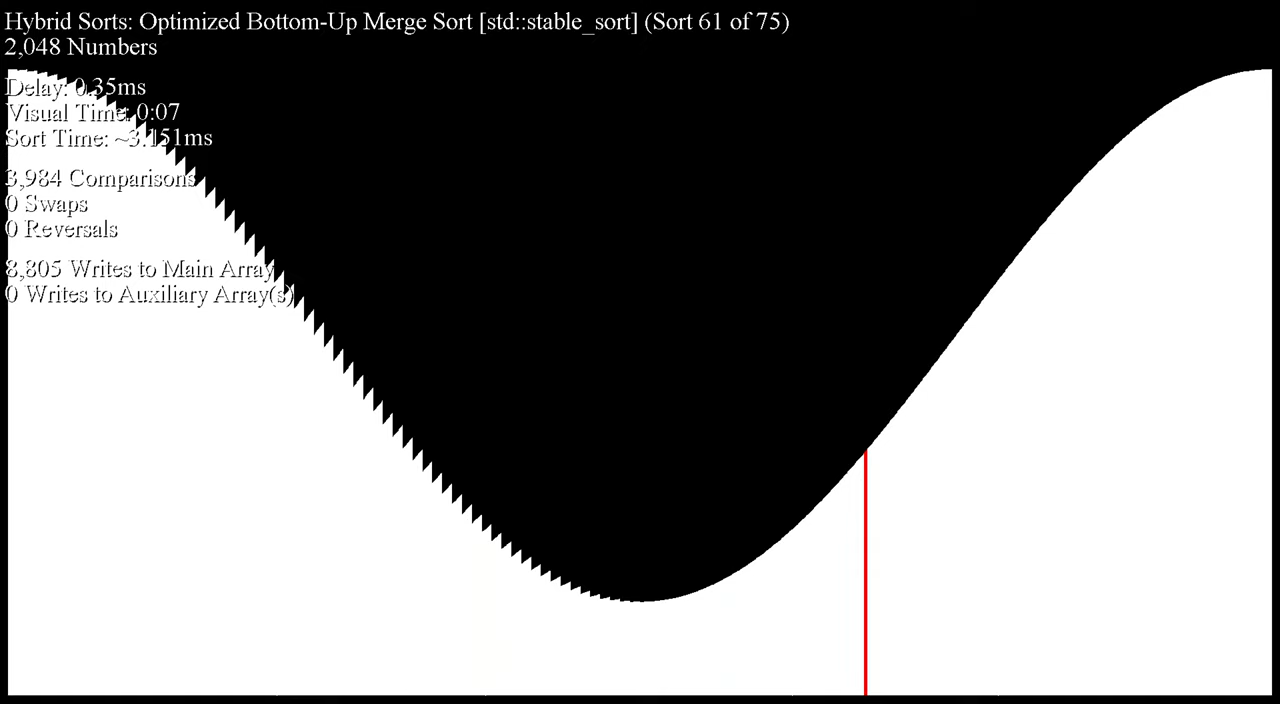 Hybrid Sorts: Optimized Bottom-Up Merge Sort [std::stable_sort] (Sort 61 of 75)
2,048 Numbers
Delay: 0.35ms
Visual Time: 0:07
Sort Time: ~3.151ms
3,984 Comparisons
0 Swaps
0 Reversals
8,805 Writes to Main Array
0 Writes to Auxiliary Array(s)